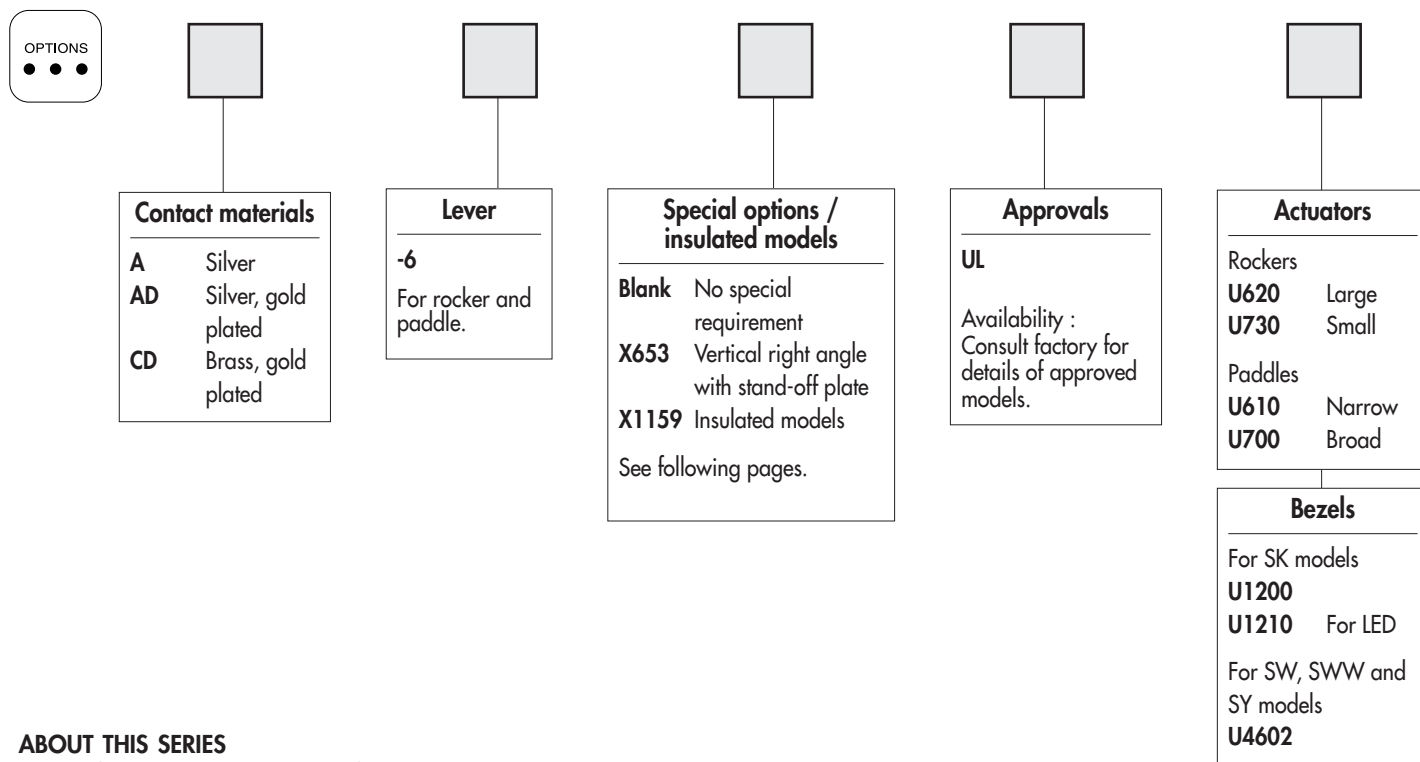 OPTIONS
Contact materials
A Silver
AD Silver, gold
plated
CD Brass, gold
plated
Lever
-6
For rocker and
paddle.
Special options /
insulated models
Blank No special
requirement
X653 Vertical right angle
with stand-off plate
X1159 Insulated models
See following pages.
Approvals
UL
Availability :
Consult factory for
details of approved
models.
Actuators
Rockers
U620 Large
U730 Small
Paddles
U610 Narrow
U700 Broad
Bezels
For SK models
U1200
U1210 For LED
For SW, SWW and
SY models
U4602
ABOUT THIS SERIES